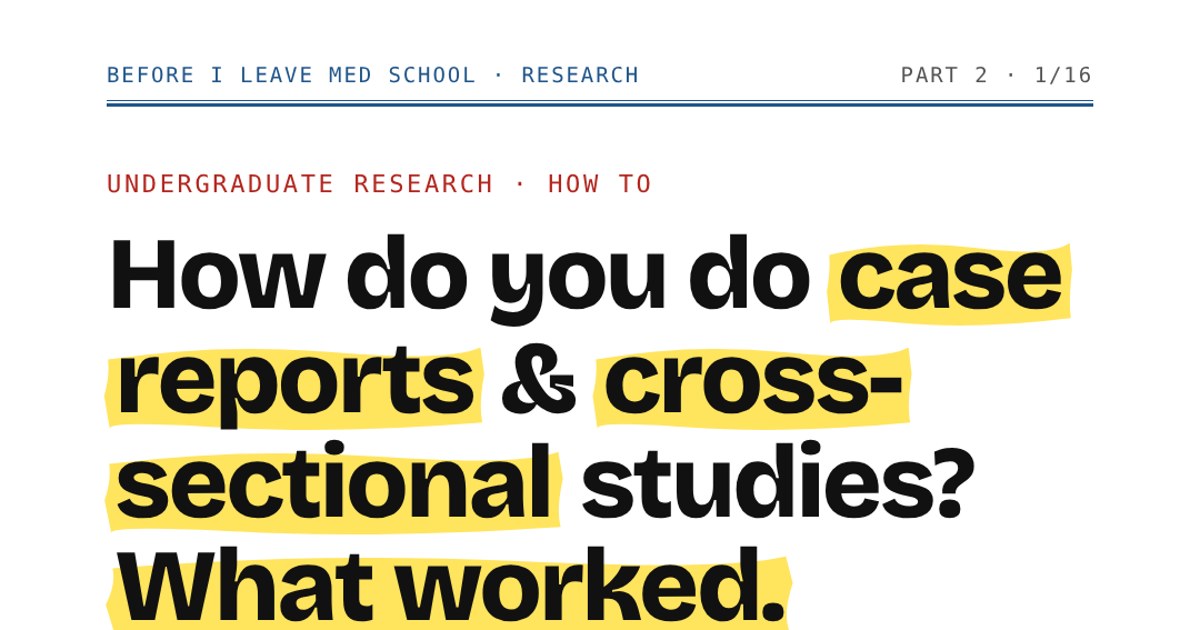 BEFORE I LEAVE MED SCHOOL · RESEARCH
PART 2 · 1/16
UNDERGRADUATE RESEARCH · HOW TO
How do you do case
reports & cross-
sectional studies?
What worked.